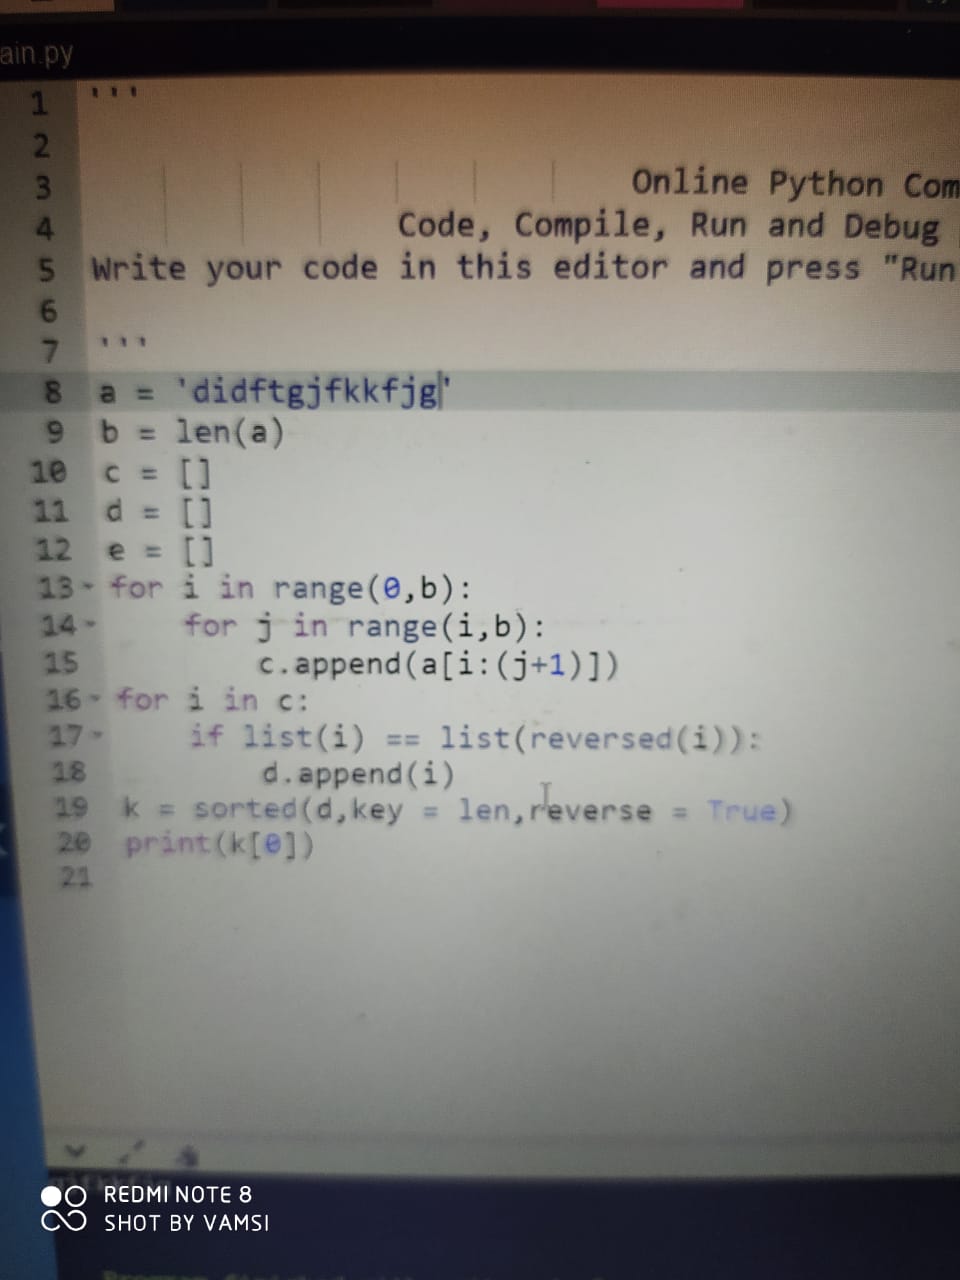 ain.py
1 '''
2
3 Online Python Com
4 Code, Compile, Run and Debug
5 Write your code in this editor and press "Run
6
7 '''
8 a = 'didftgjfkkfjg'
9 b = len(a)
10 c = []
11 d = []
12 e = []
13 for i in range(0,b):
14 for j in range(i,b):
15 c.append(a[i:(j+1)])
16 for i in c:
17 if list(i) == list(reversed(i)):
18 d.append(i)
19 k = sorted(d,key = len,reverse = True)
20 print(k[0])
21
REDMI NOTE 8
SHOT BY VAMSI